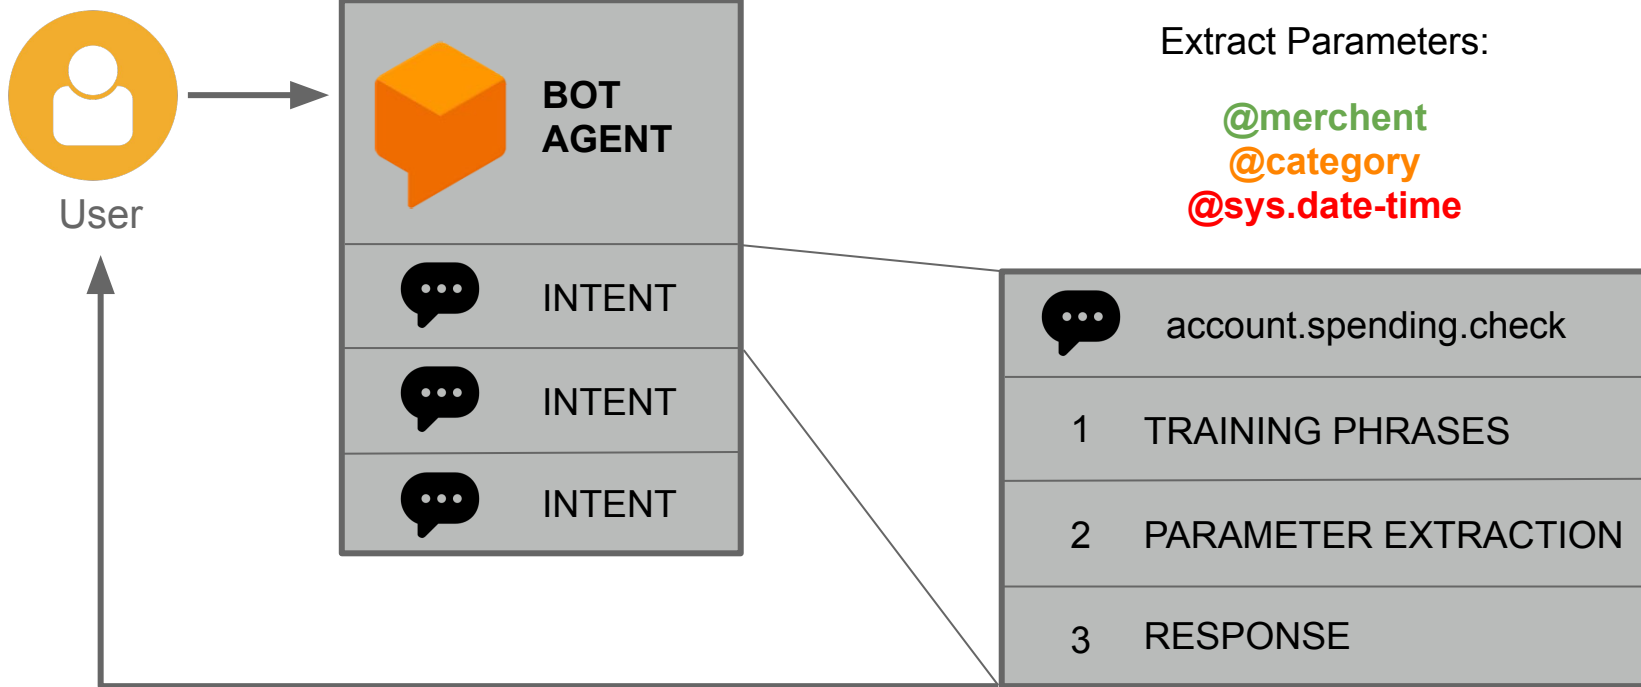 User
BOT
AGENT
INTENT
INTENT
INTENT
Extract Parameters:
@merchent
@category
@sys.date-time
account.spending.check
1 TRAINING PHRASES
2 PARAMETER EXTRACTION
3 RESPONSE